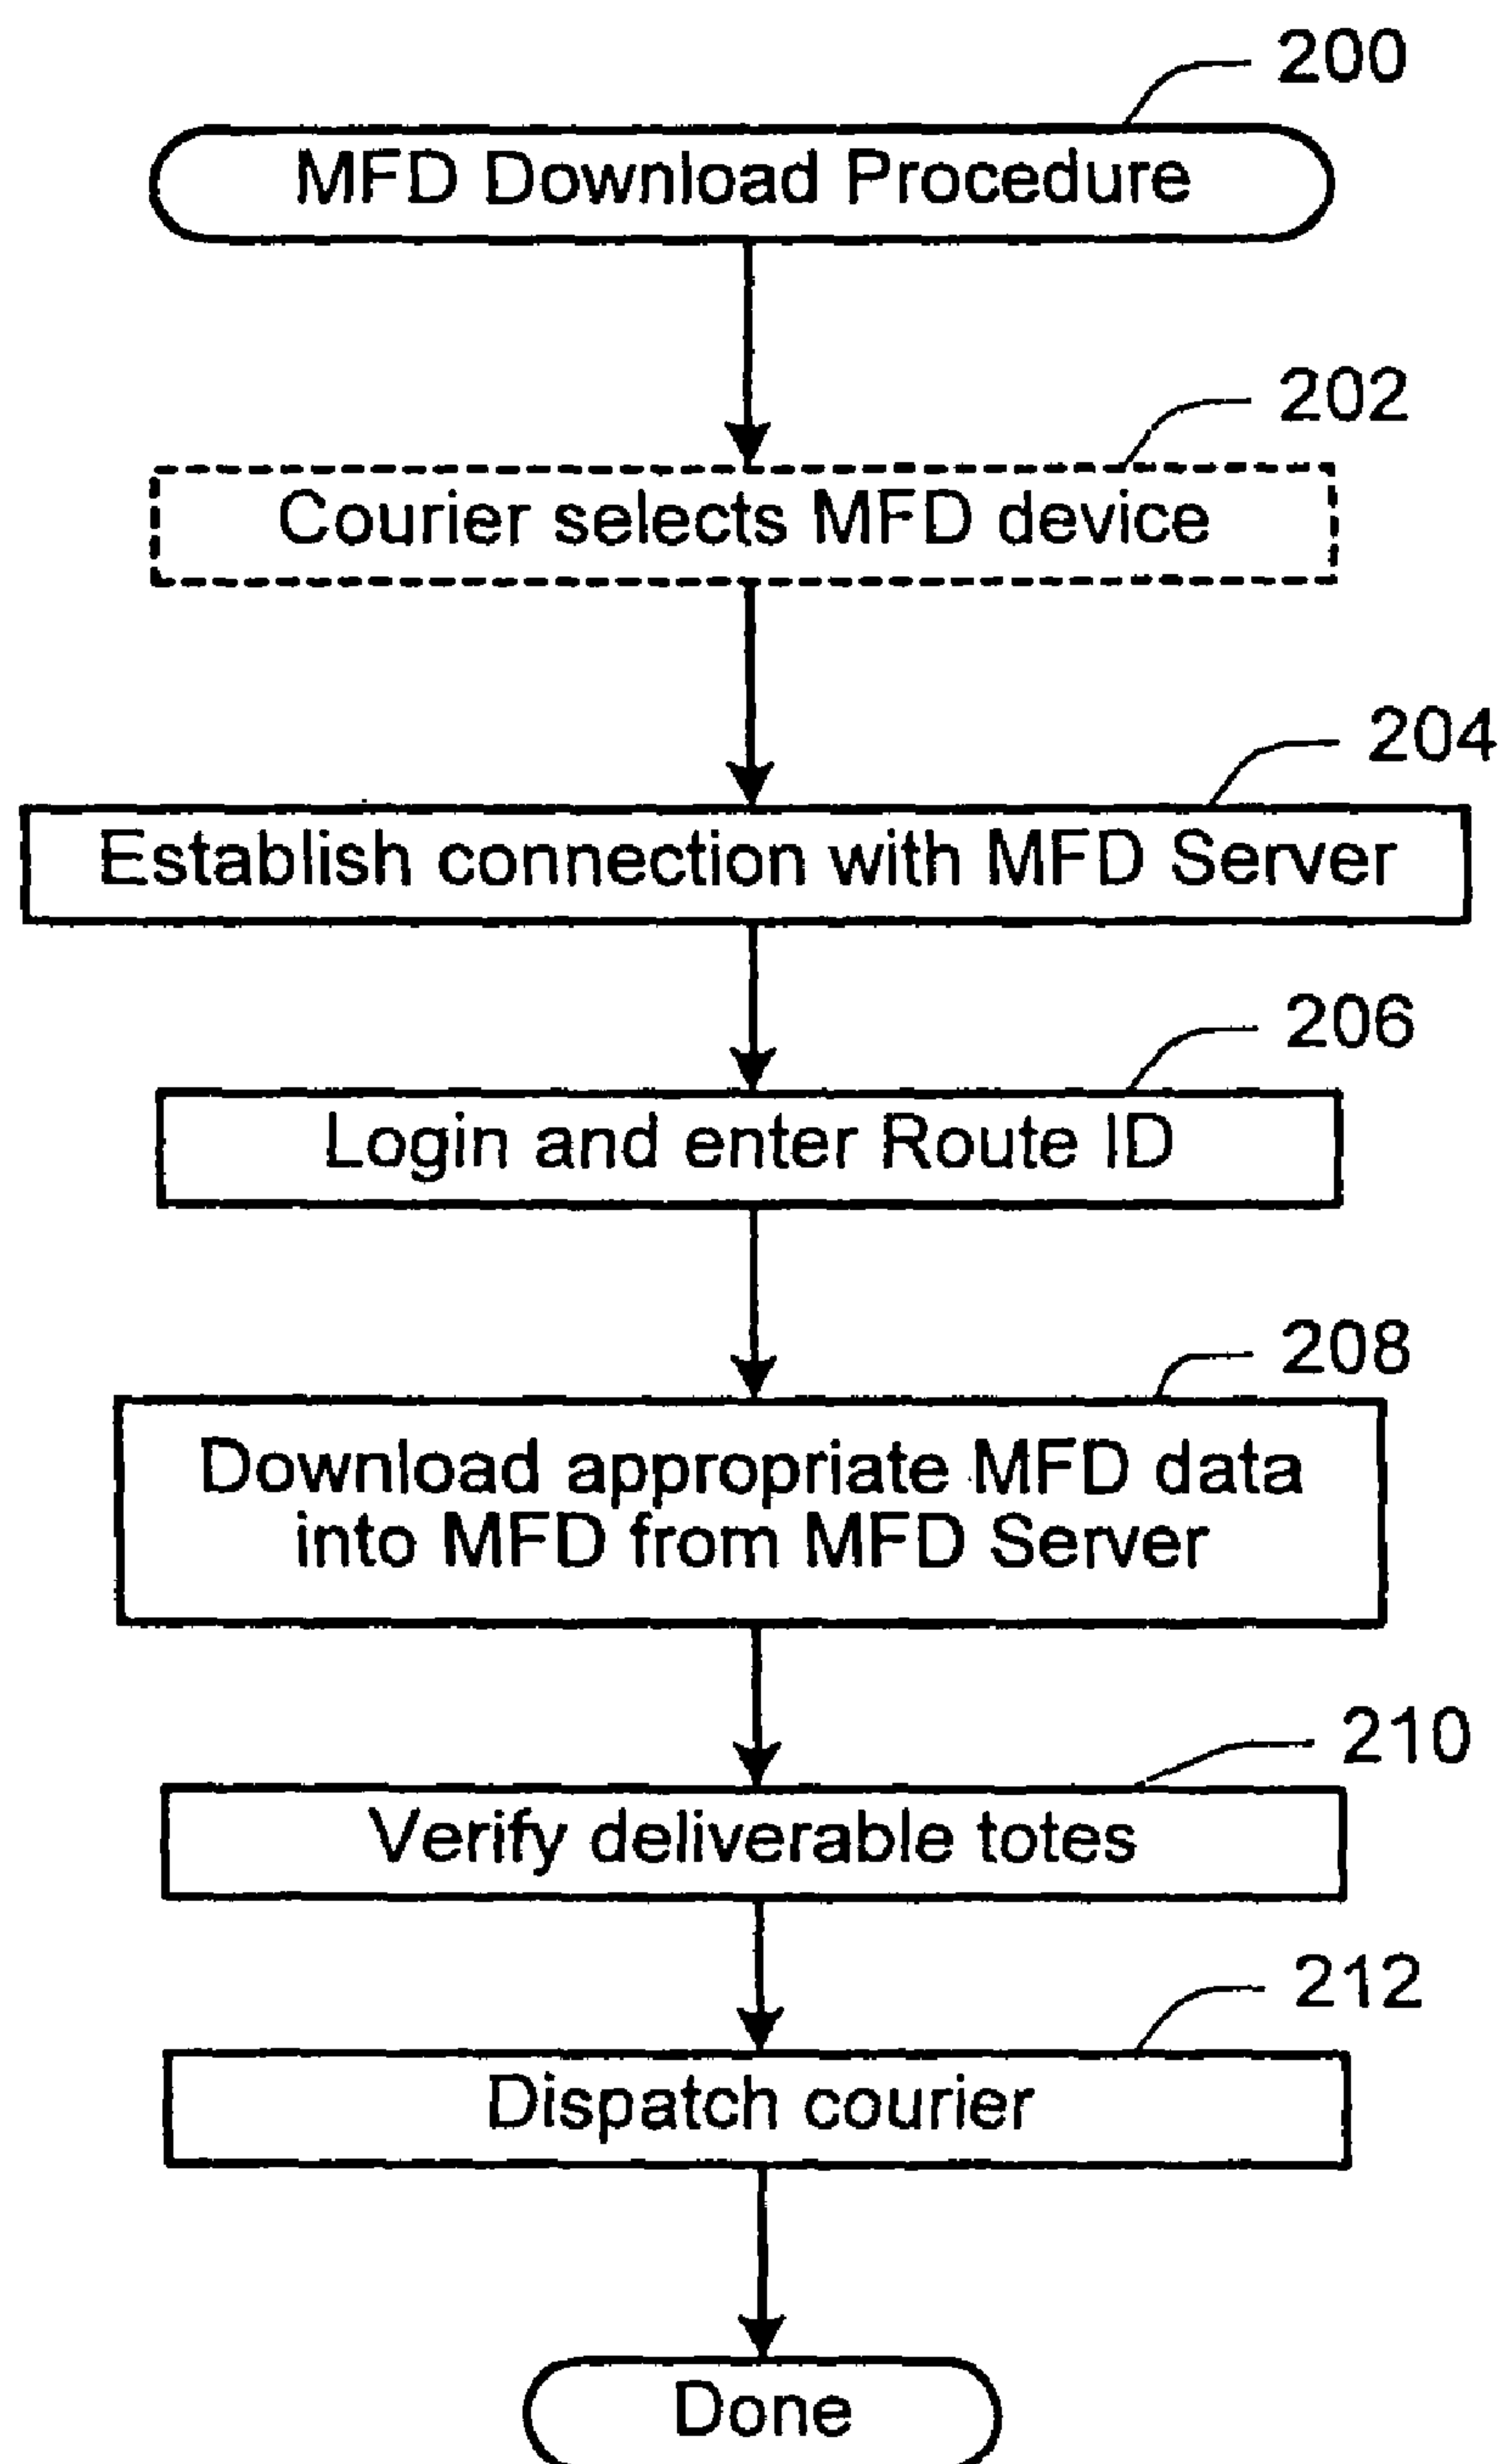 200
MFD Download Procedure
202
Courier selects MFD device
204
Establish connection with MFD Server
206
Login and enter Route ID
208
Download appropriate MFD data
into MFD from MFD Server
210
Verify deliverable totes
212
Dispatch courier
Done